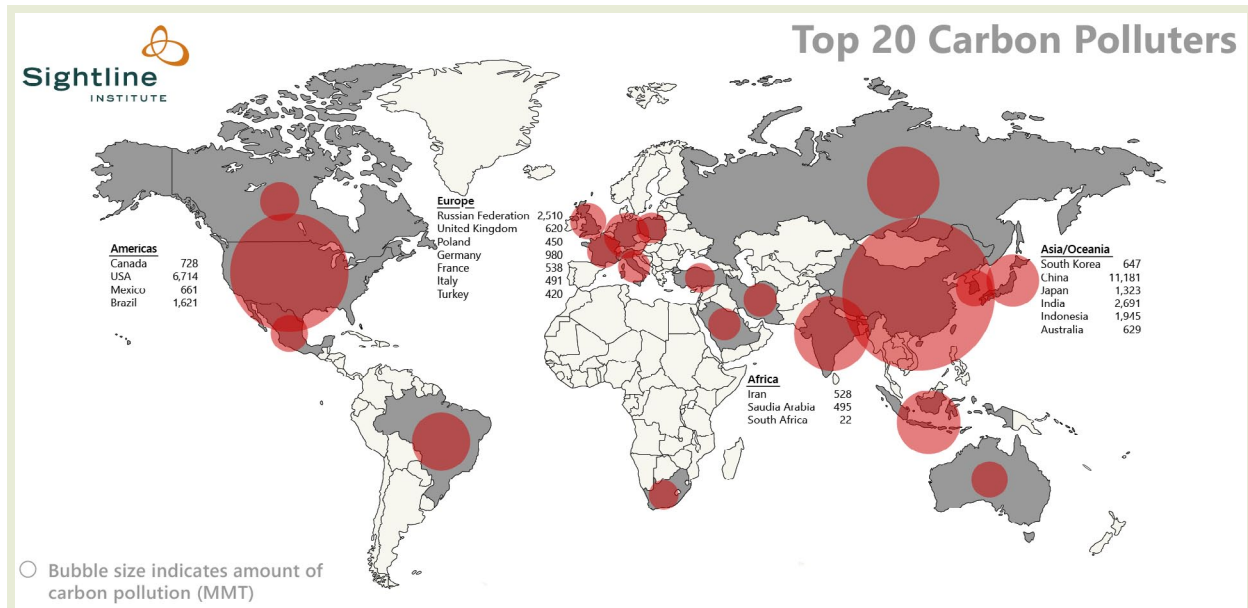 Sightline
INSTITUTE
Top 20 Carbon Polluters
Americas
Canada 728
USA 6,714
Mexico 661
Brazil 1,621
Europe
Russian Federation 2,510
United Kingdom 620
Poland 450
Germany 980
France 538
Italy 491
Turkey 420
Africa
Iran 528
Saudia Arabia 495
South Africa 22
Asia/Oceania
South Korea 647
China 11,181
Japan 1,323
India 2,691
Indonesia 1,945
Australia 629
Bubble size indicates amount of
carbon pollution (MMT)